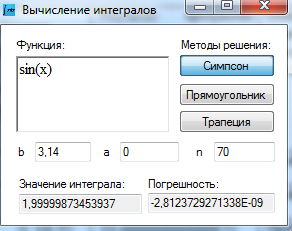 Вычисление интегралов
Функция:
sin(x)
Методы решения:
Симпсон
Прямоугольник
Трапеция
b 3,14 a 0 n 70
Значение интеграла: Погрешность:
1,99999873453937 -2,8123729271338E-09